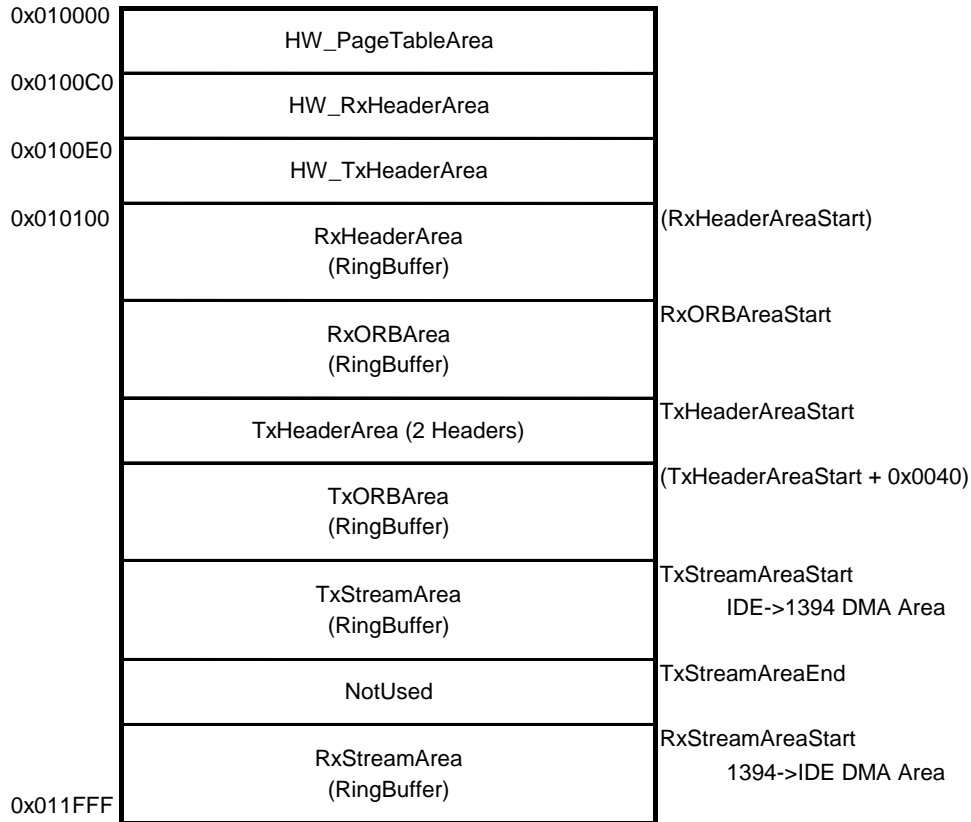 0x010000
HW_PageTableArea
0x0100C0
HW_RxHeaderArea
0x0100E0
HW_TxHeaderArea
0x010100
(RxHeaderAreaStart)
RxHeaderArea
(RingBuffer)
RxORBAreaStart
RxORBArea
(RingBuffer)
TxHeaderAreaStart
TxHeaderArea (2 Headers)
(TxHeaderAreaStart + 0x0040)
TxORBArea
(RingBuffer)
TxStreamAreaStart
TxStreamArea
IDE->1394 DMA Area
(RingBuffer)
TxStreamAreaEnd
NotUsed
RxStreamAreaStart
RxStreamArea
1394->IDE DMA Area
(RingBuffer)
0x011FFF